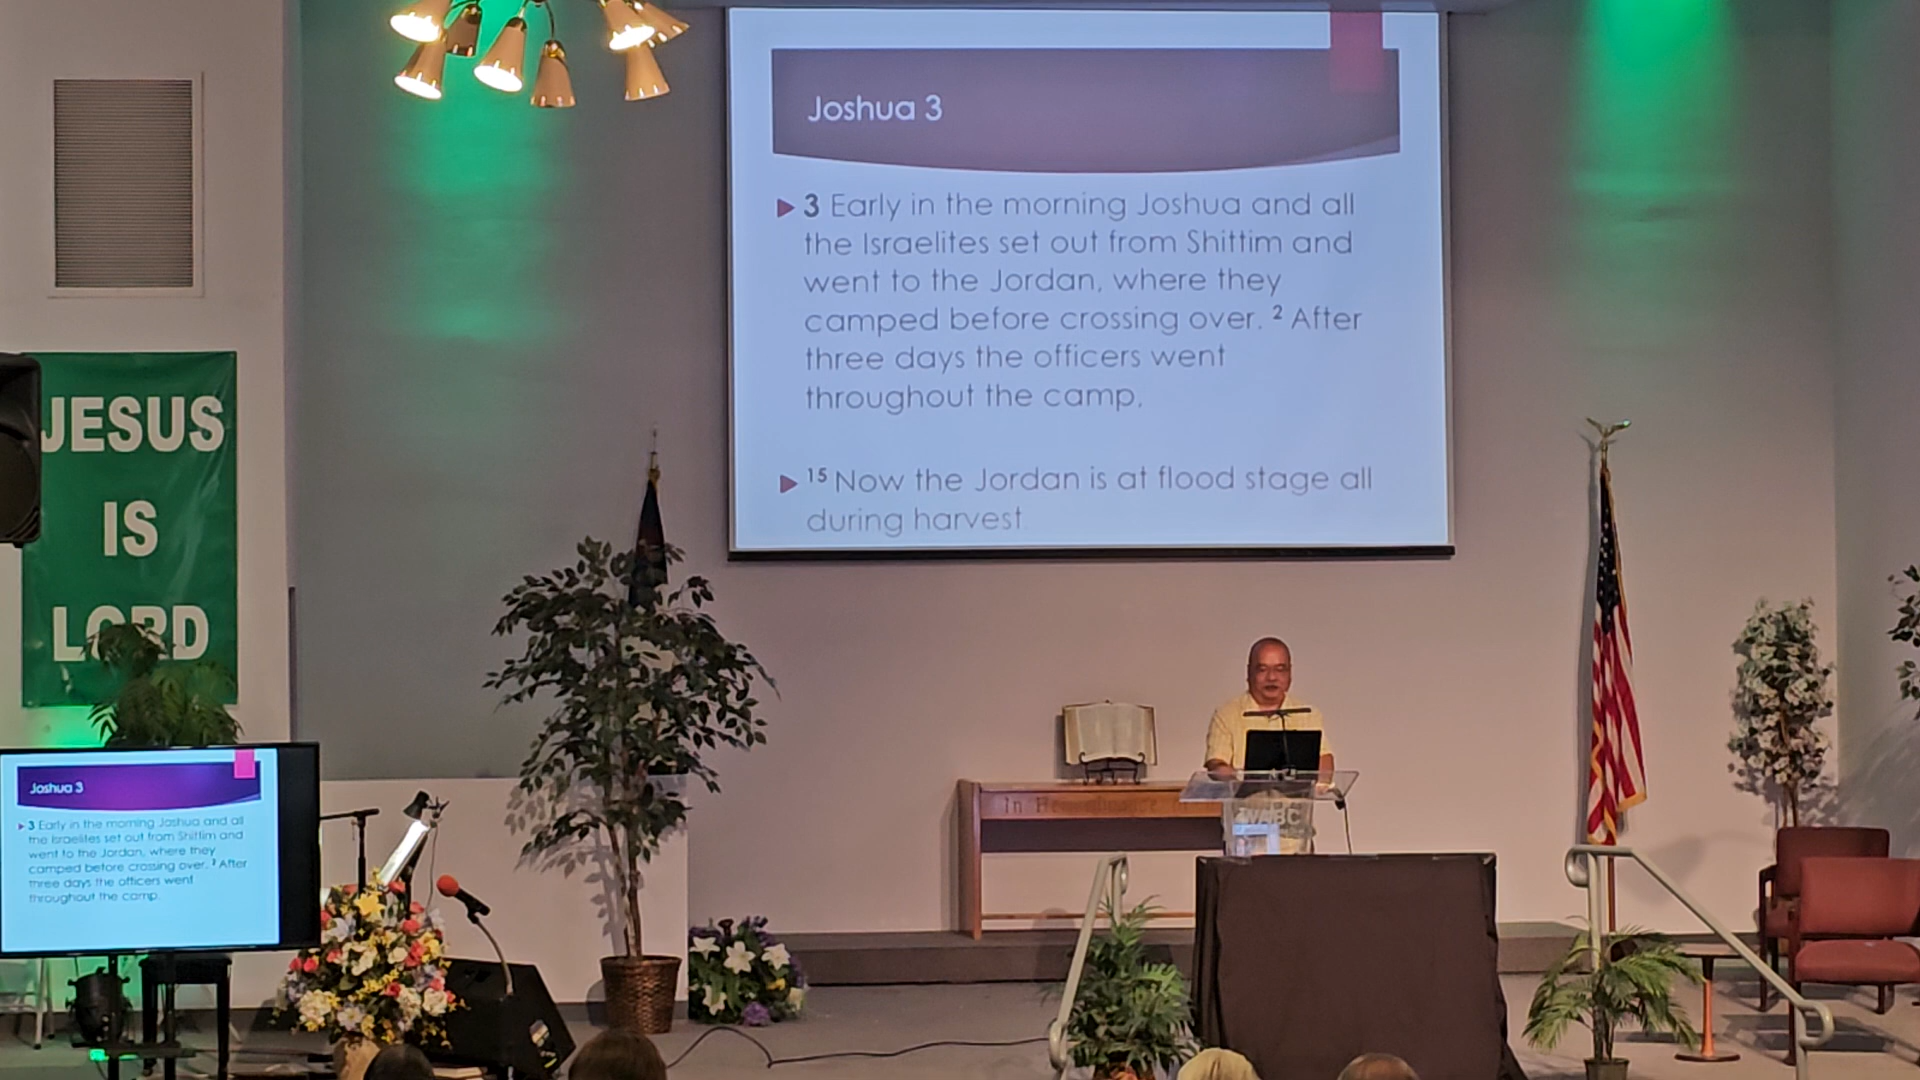 Joshua 3
3 Early in the morning Joshua and all
the Israelites set out from Shittim and
went to the Jordan, where they
camped before crossing over. 2 After
three days the officers went
throughout the camp,
15 Now the Jordan is at flood stage all
during harvest
JESUS
IS
LORD
In Remembrance
WABC
Joshua 3
3 Early in the morning Joshua and all
the Israelites set out from Shittim and
went to the Jordan, where they
camped before crossing over. 2 After
three days the officers went
throughout the camp,